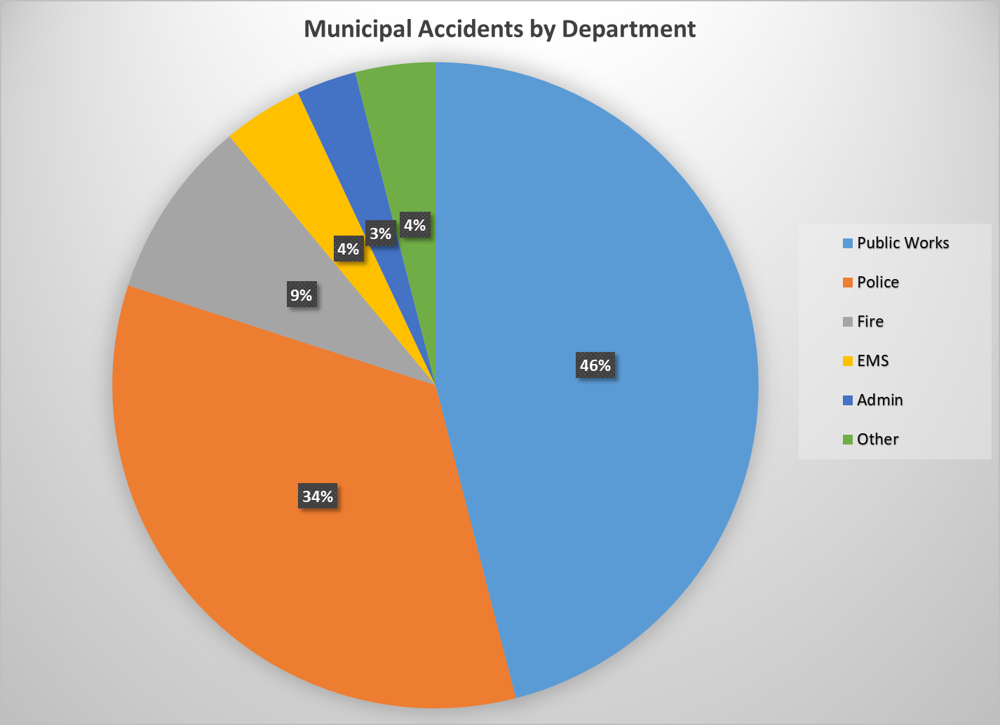 Municipal Accidents by Department
4%
3%
4%
9%
46%
34%
Public Works
Police
Fire
EMS
Admin
Other